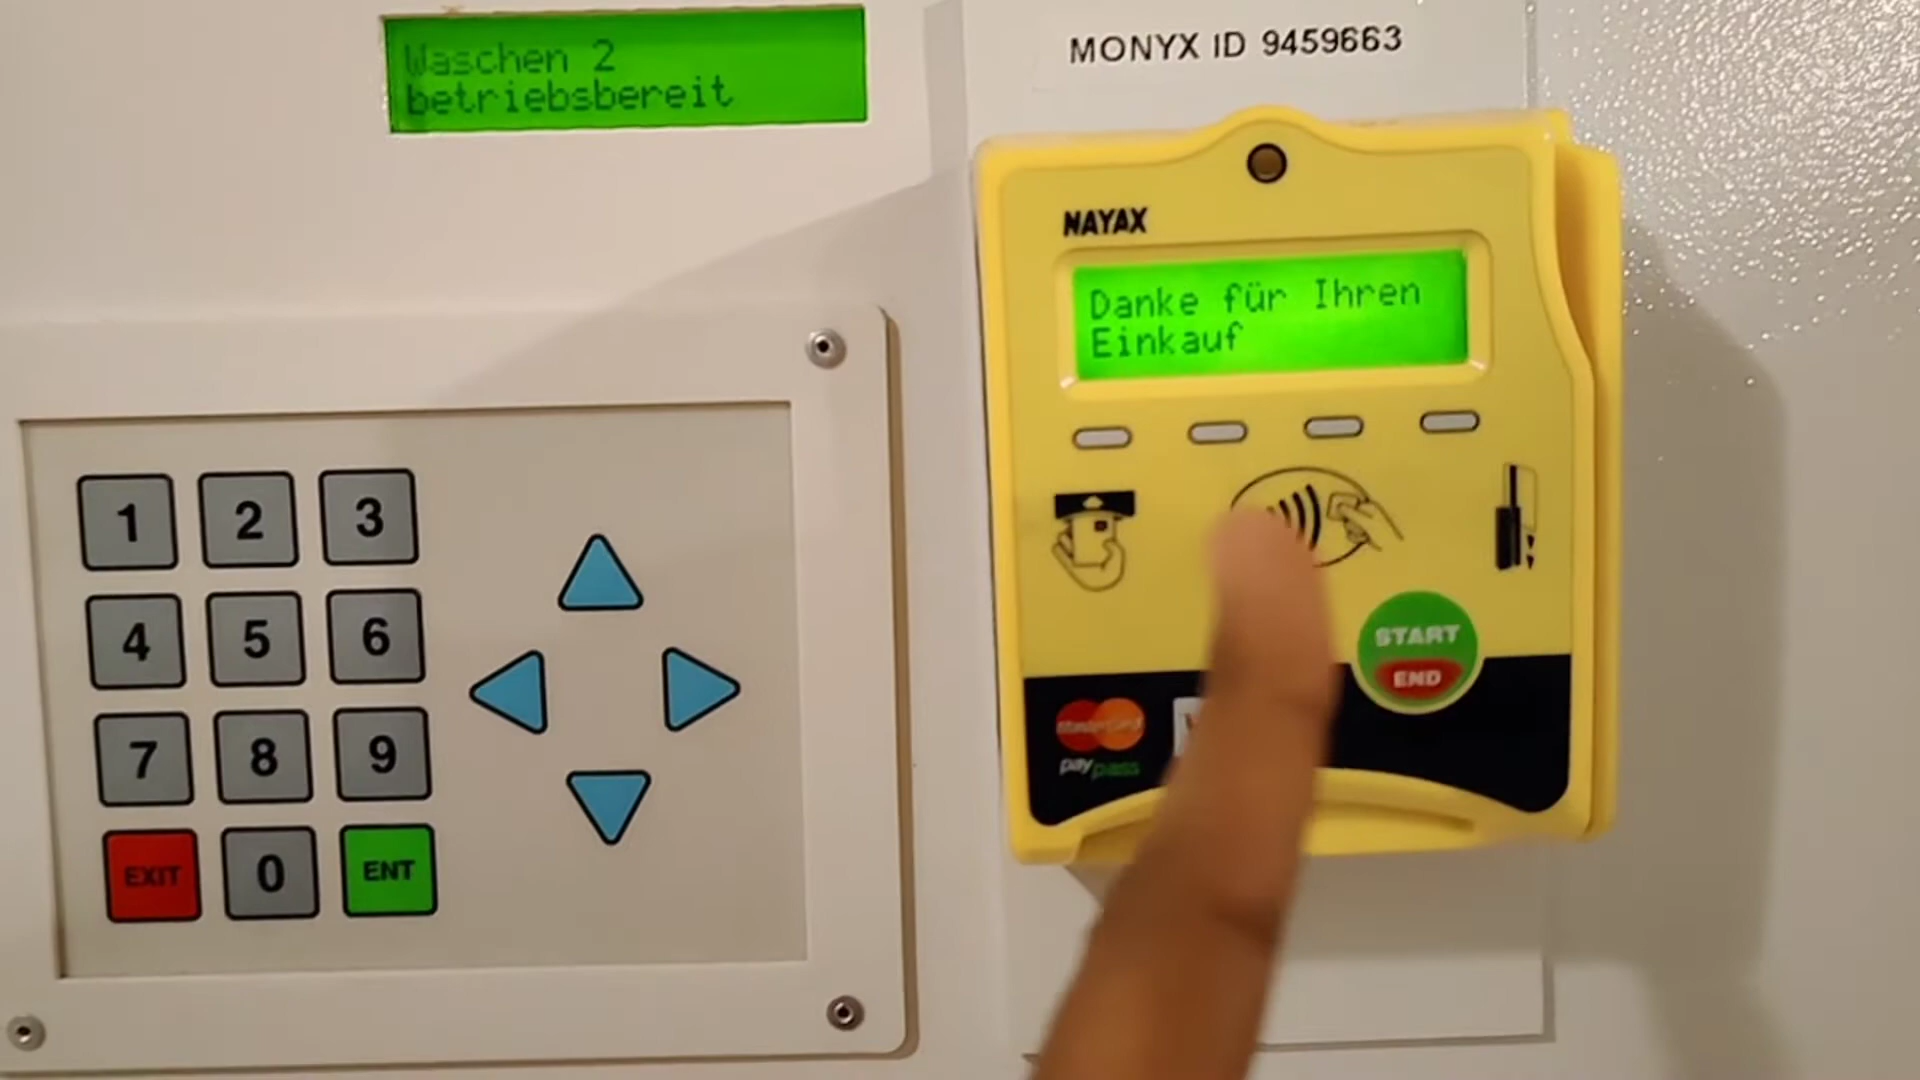 Waschen 2
betriebsbereit
MONYX ID 9459663
NAYAX
Danke für Ihren
Einkauf
1 2 3
4 5 6
7 8 9
EXIT 0 ENT
START
END
MasterCard
paypass